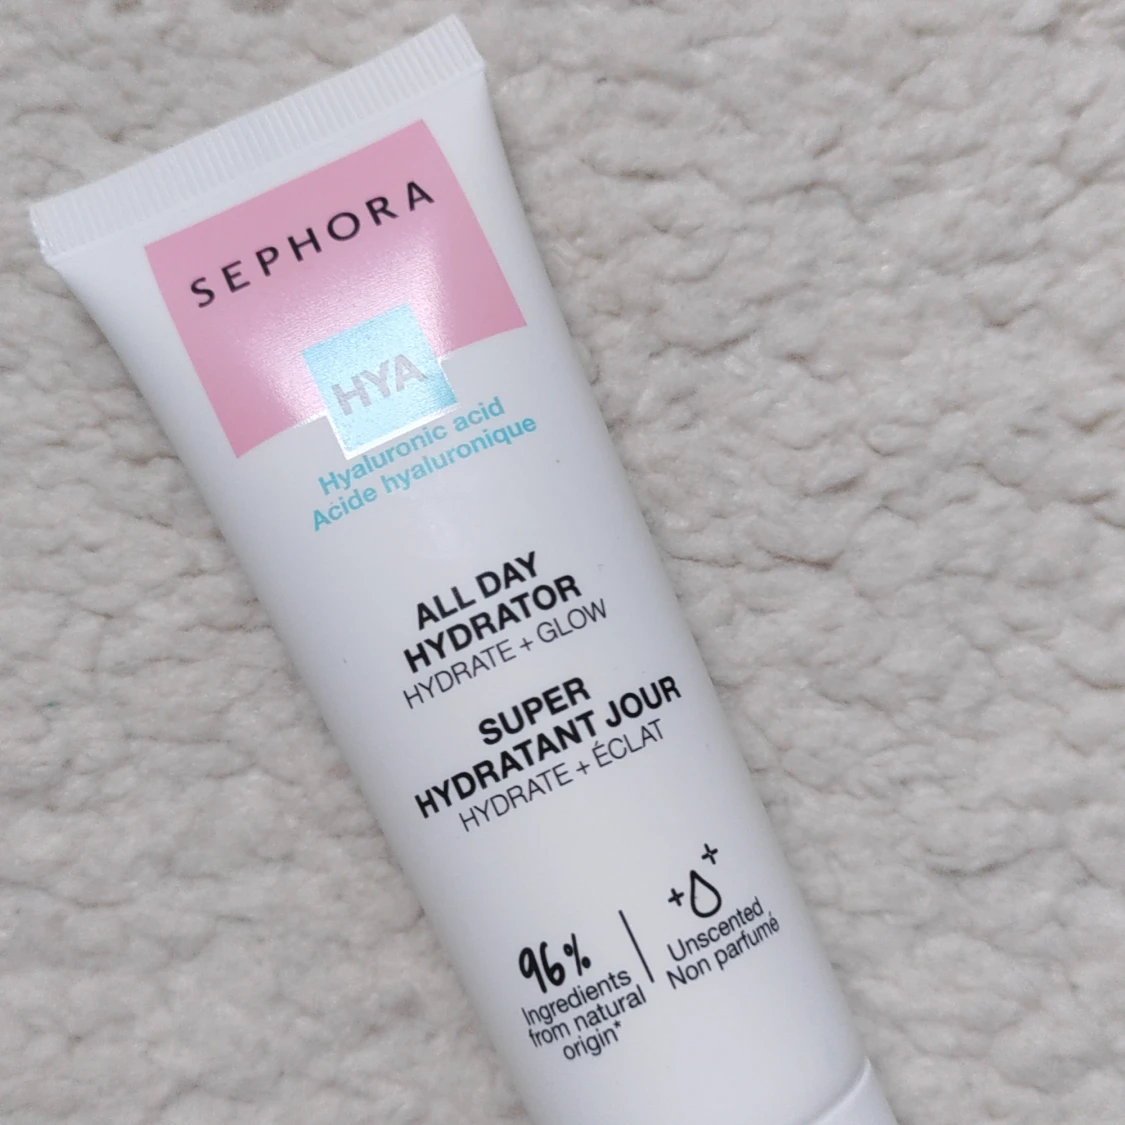 SEPHORA
HYA
Hyaluronic acid
Acide hyaluronique
ALL DAY
HYDRATOR
HYDRATE + GLOW
SUPER
HYDRATANT JOUR
HYDRATE + ÉCLAT
96%
Ingredients
from natural
origin*
Unscented
Non parfumé